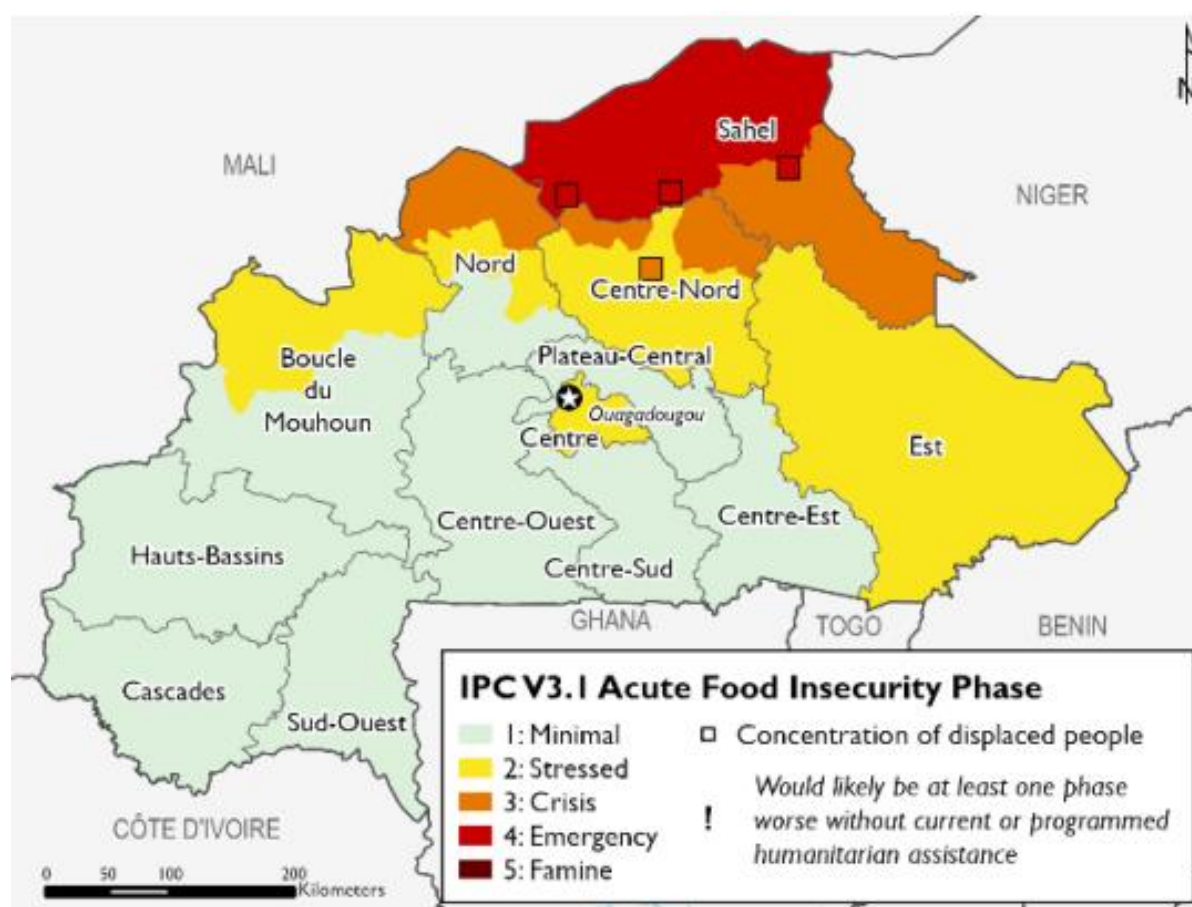 N
Sahel
MALI
NIGER
Nord
Centre-Nord
Boucle
du
Mouhoun
Plateau-Central
Ouagadougou
Centre
Est
Centre-Ouest
Centre-Est
Hauts-Bassins
Centre-Sud
GHANA
TOGO
BENIN
Cascades
Sud-Ouest
CÔTE D'IVOIRE
IPC V3.1 Acute Food Insecurity Phase
1: Minimal
2: Stressed
3: Crisis
4: Emergency
5: Famine
Concentration of displaced people
! Would likely be at least one phase
worse without current or programmed
humanitarian assistance
0 50 100 200
Kilometers